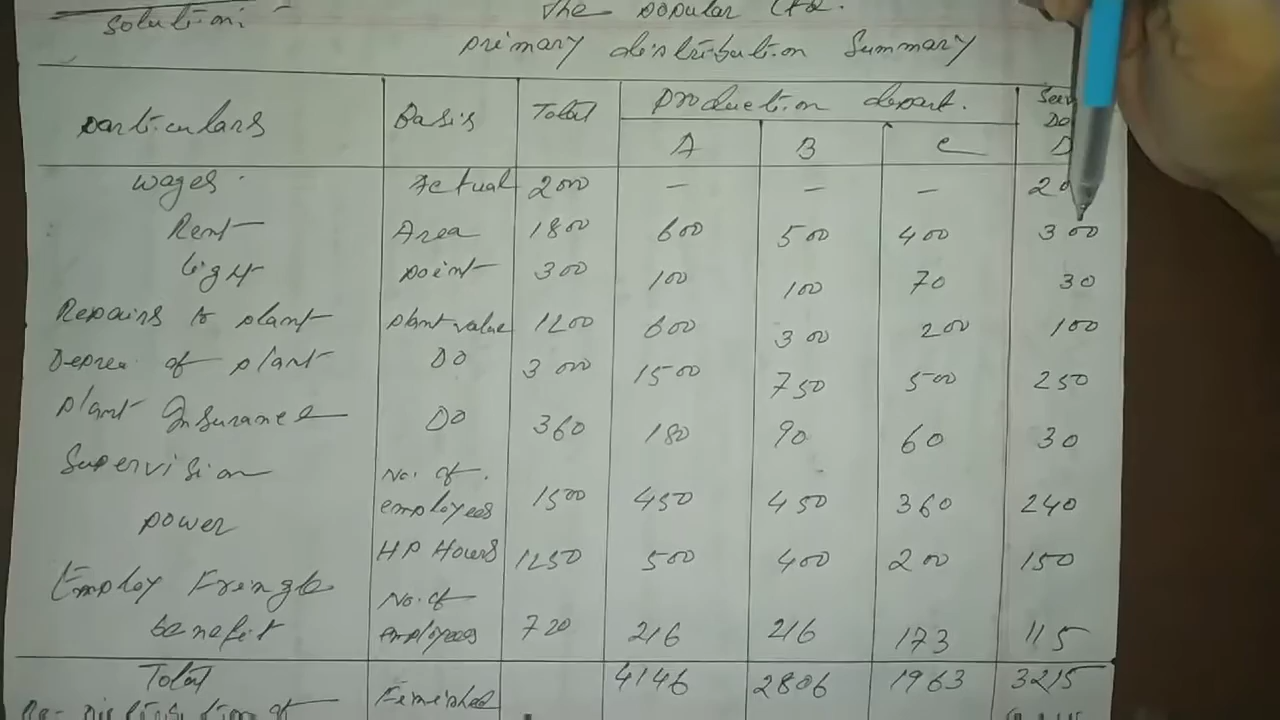 Solution: The popular Ltd.
primary distribution Summary
particulars Basis Total production depart.
A B C D
wages. Actual 2000 — — — 20
Rent Area 1800 600 500 400 300
light point 300 100 100 70 30
Repairs to plant plant value 1200 600 300 200 100
Depree of plant DO 3000 1500 750 500 250
plant Insurance DO 360 180 90 60 30
Supervision No. of employees 1500 450 450 360 240
power HP Hours 1250 500 400 200 150
Employ Fringle benefit No. of employees 720 216 216 173 115
Total 4146 2806 1963 3215